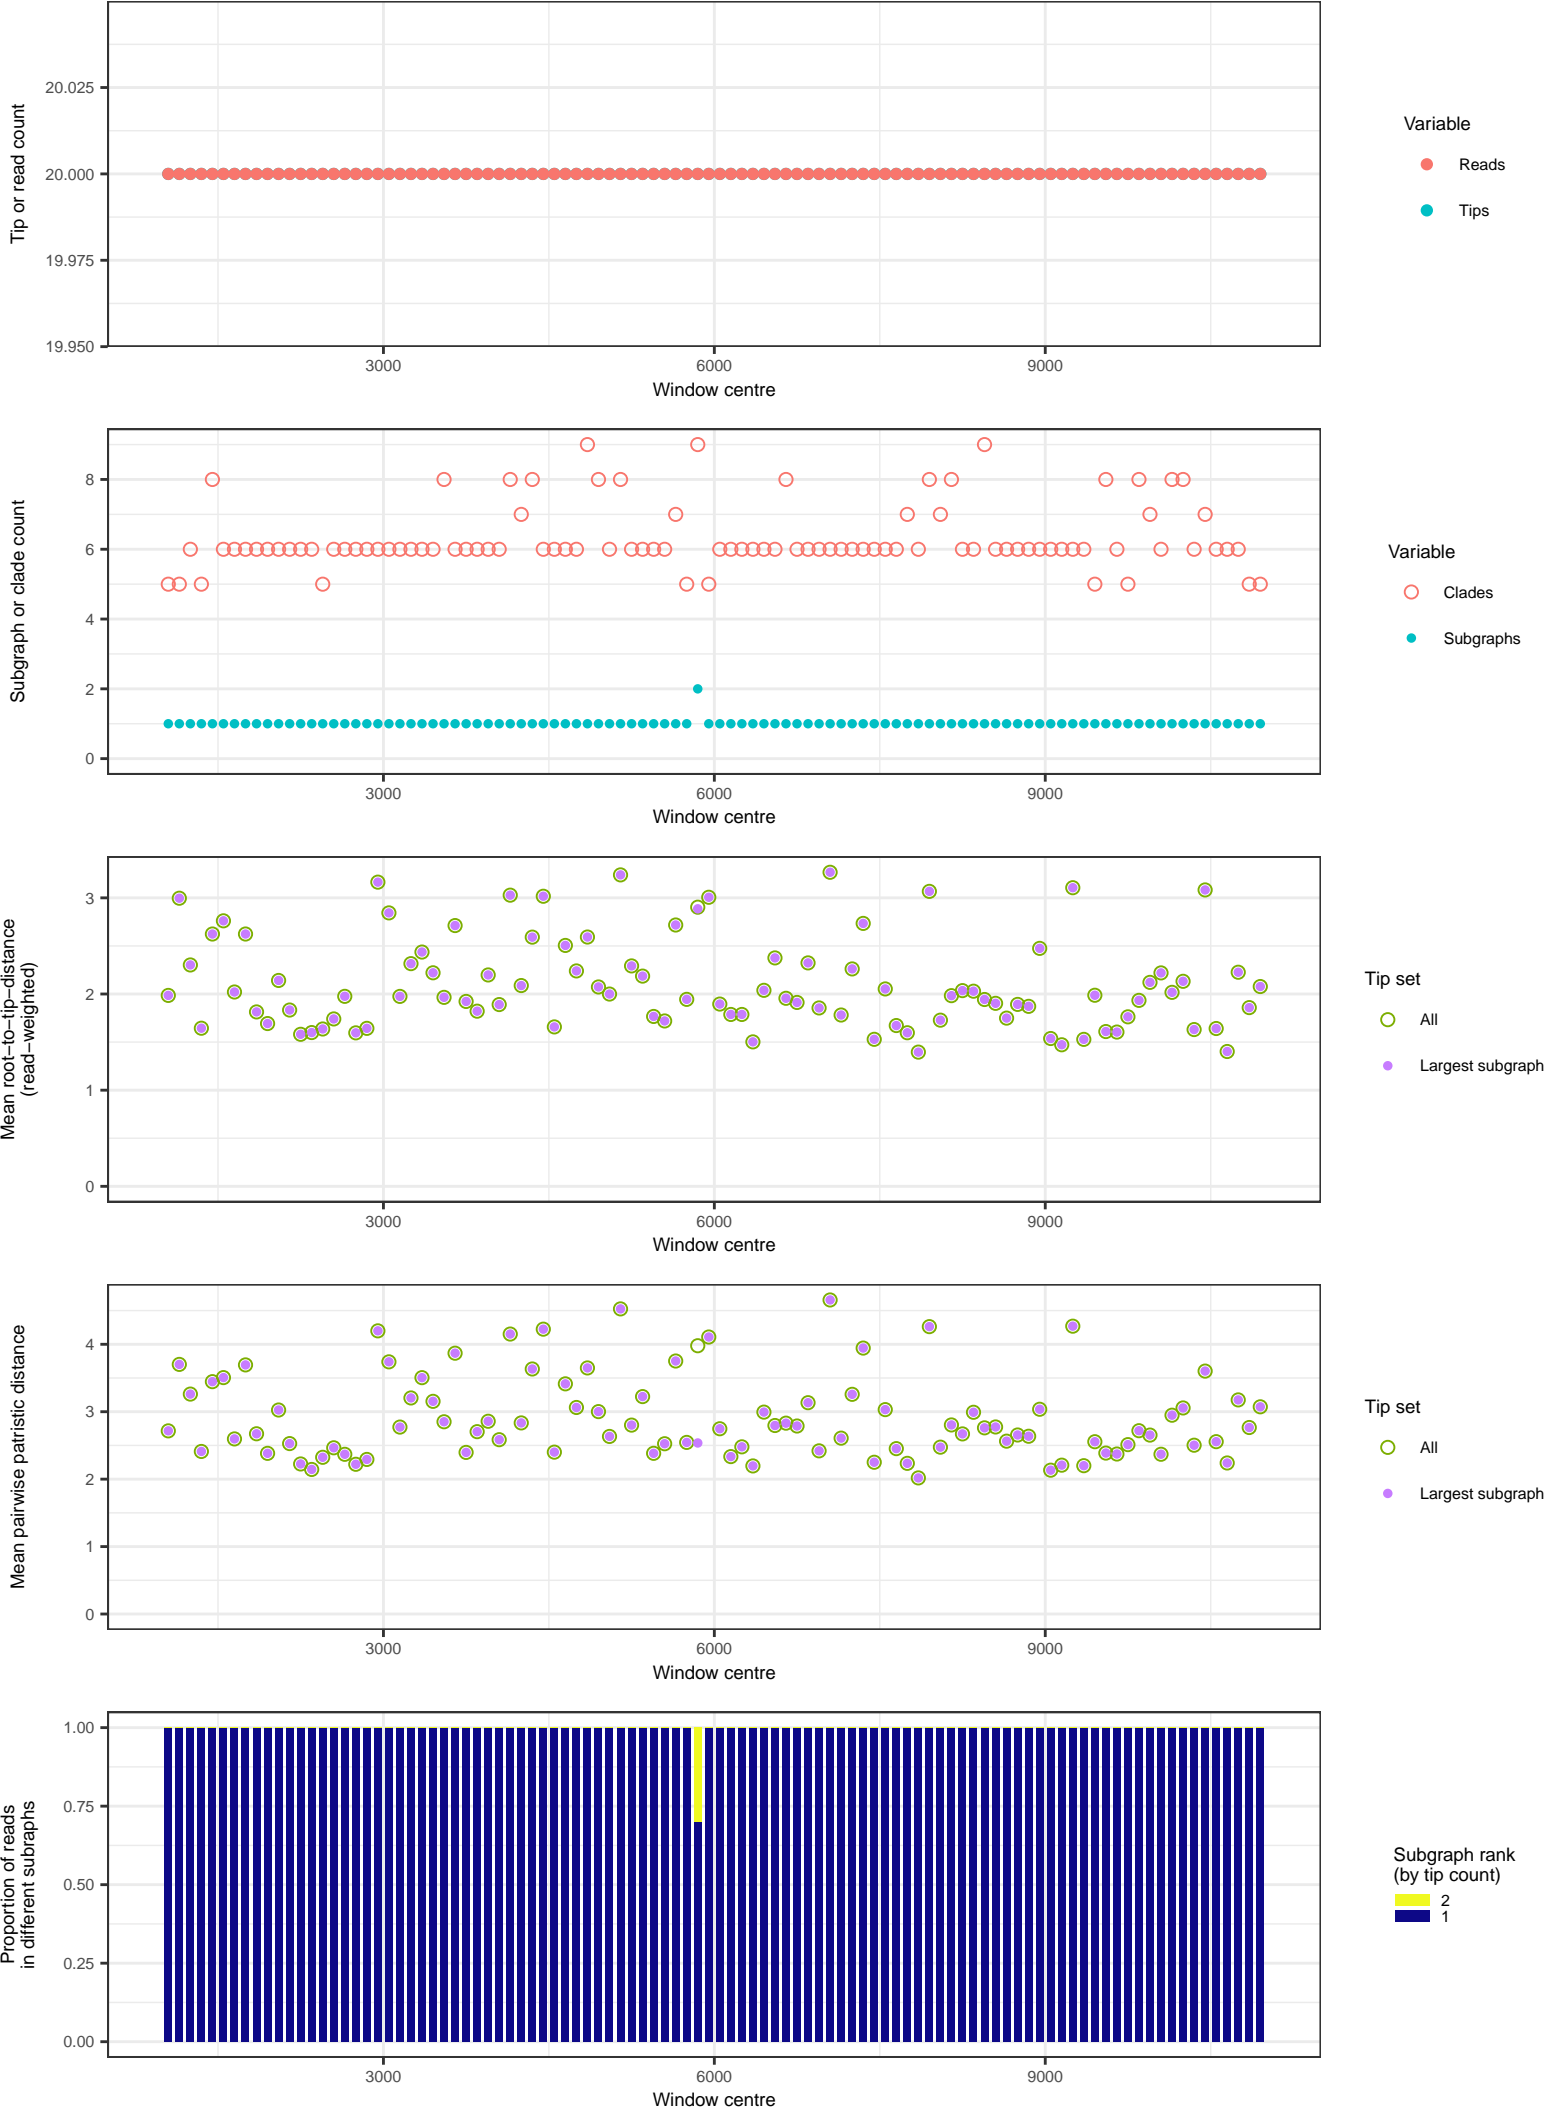 20.025
20.000
19.975
19.950
Tip or read count
3000 6000 9000
Window centre
Variable
Reads
Tips
8
6
4
2
0
Subgraph or clade count
3000 6000 9000
Window centre
Variable
Clades
Subgraphs
3
2
1
0
Mean root−to−tip−distance
(read−weighted)
3000 6000 9000
Window centre
Tip set
All
Largest subgraph
4
3
2
1
0
Mean pairwise patristic distance
3000 6000 9000
Window centre
Tip set
All
Largest subgraph
1.00
0.75
0.50
0.25
0.00
Proportion of reads
in different subraphs
3000 6000 9000
Window centre
Subgraph rank
(by tip count)
2
1